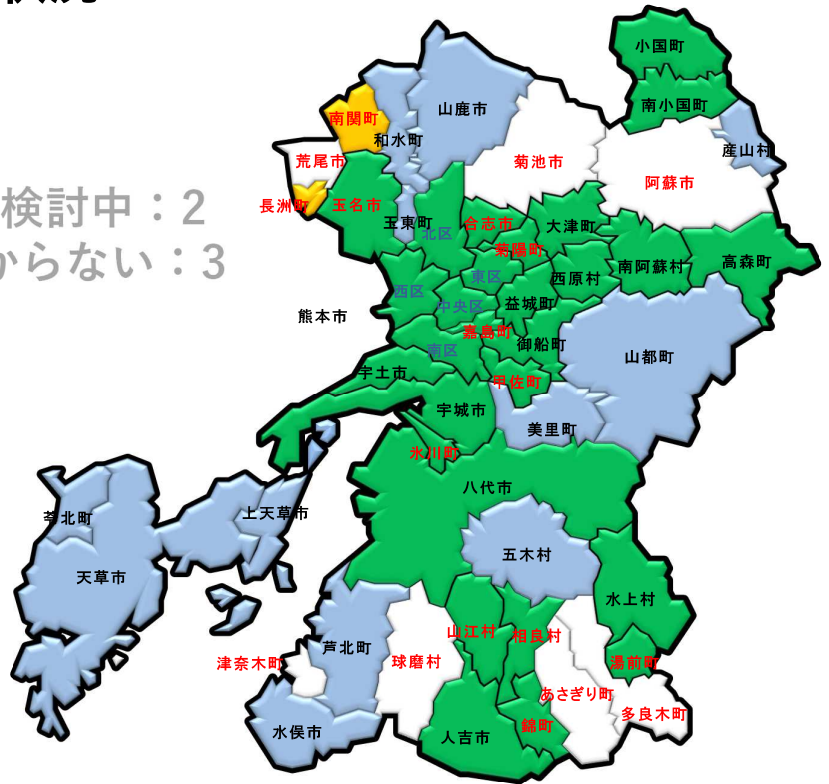 検討中：2
からない：3
小国町
南小国町
産山村
山鹿市
南関町
和水町
荒尾市
菊池市
阿蘇市
長洲町
玉名市
玉東町
北区
合志市
大津町
菊陽町
東区
西原村
南阿蘇村
高森町
西区
中央区
益城町
熊本市
嘉島町
御船町
南区
山都町
宇土市
甲佐町
宇城市
美里町
氷川町
八代市
苓北町
上天草市
五木村
天草市
水上村
山江村
相良村
芦北町
津奈木町
球磨村
湯前町
あさぎり町
多良木町
錦町
水俣市
人吉市